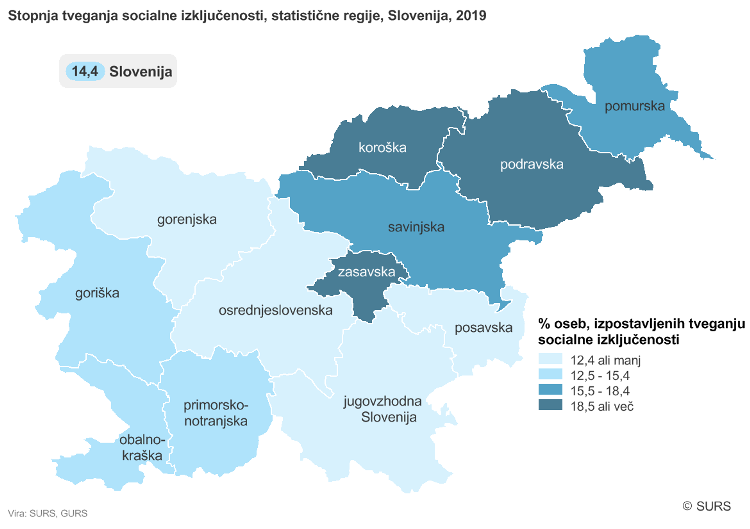 Stopnja tveganja socialne izključenosti, statistične regije, Slovenija, 2019
14,4 Slovenija
pomurska
koroška
podravska
gorenjska
savinjska
zasavska
goriška
osrednjeslovenska
posavska
% oseb, izpostavljenih tveganju
socialne izključenosti
12,4 ali manj
12,5 - 15,4
15,5 - 18,4
18,5 ali več
jugovzhodna
Slovenija
primorsko-
notranjska
obalno-
kraška
Vira: SURS, GURS
© SURS